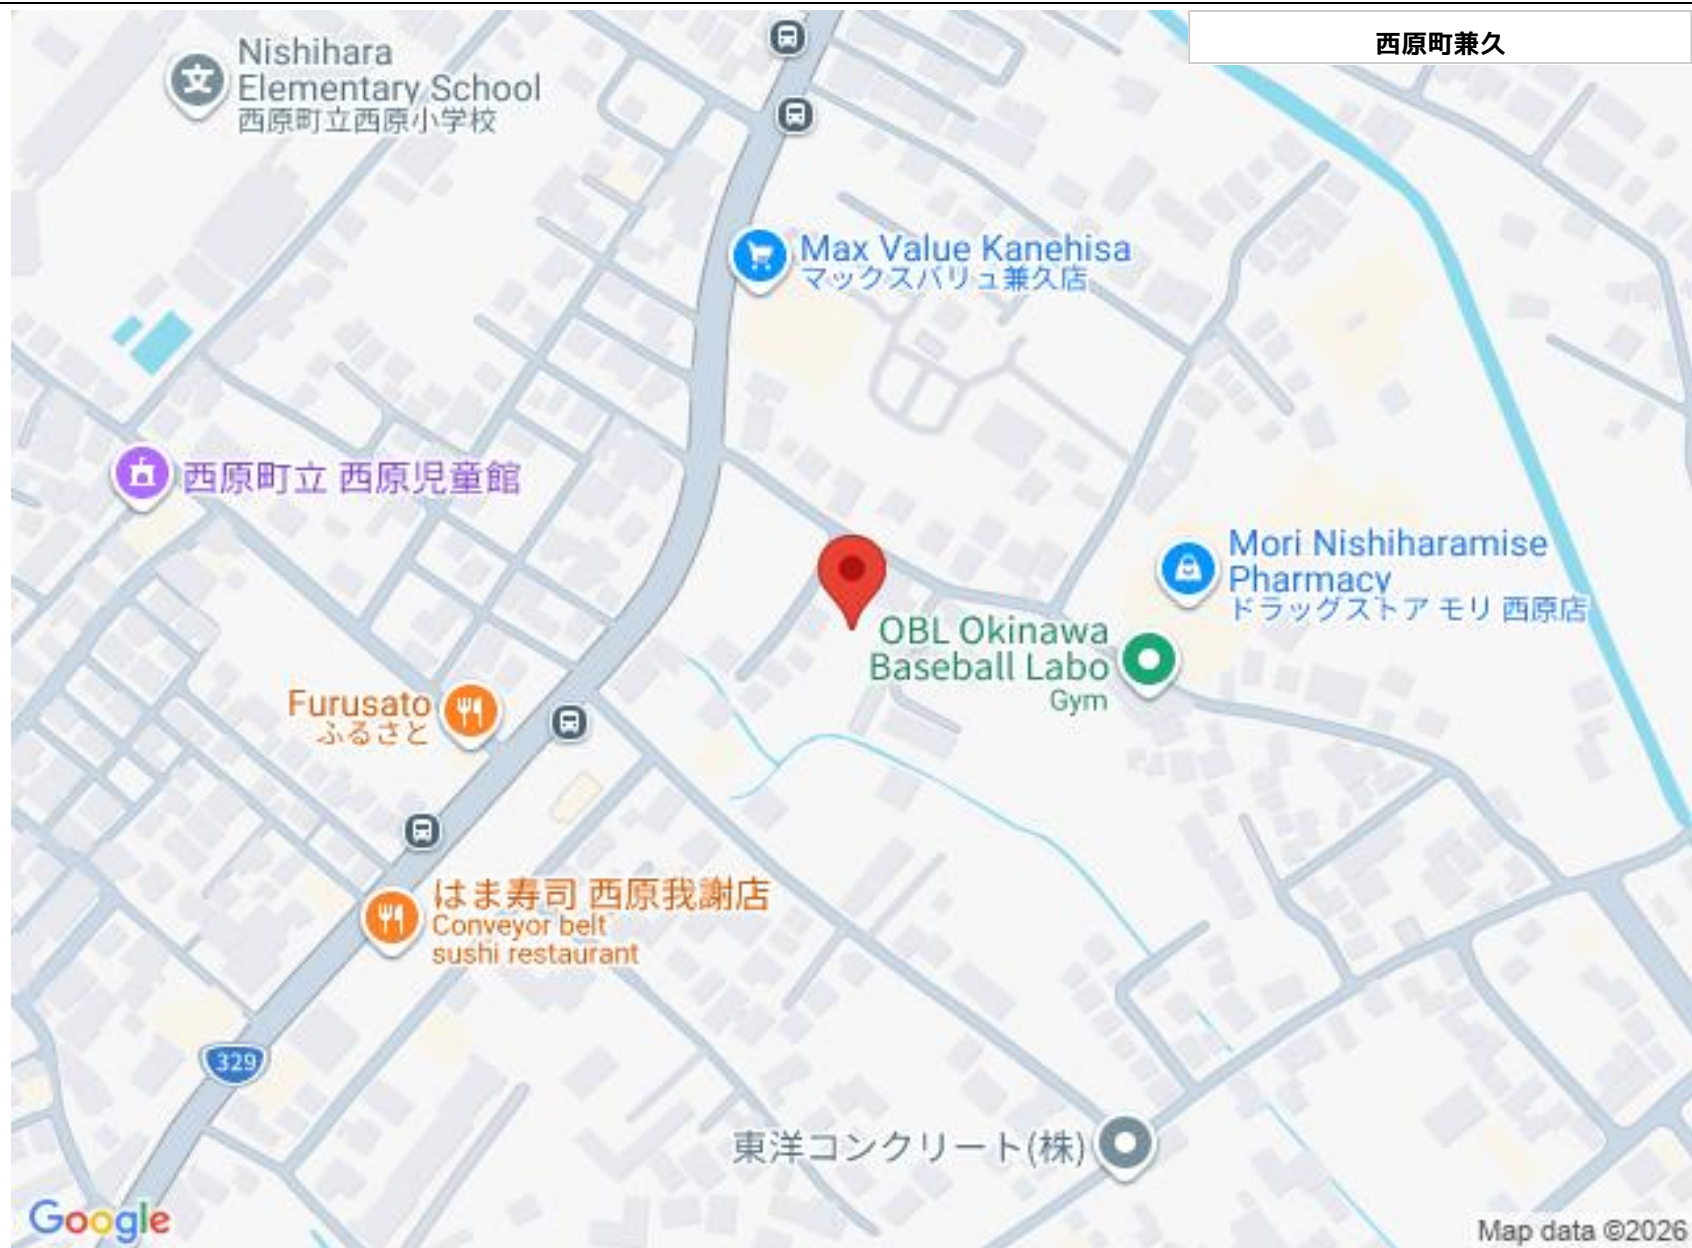 西原町兼久
Nishihara
Elementary School
西原町立西原小学校
Max Value Kanehisa
マックスバリュ兼久店
西原町立 西原児童館
Mori Nishiharamise
Pharmacy
ドラッグストア モリ 西原店
OBL Okinawa
Baseball Labo
Gym
Furusato
ふるさと
はま寿司 西原我謝店
Conveyor belt
sushi restaurant
329
東洋コンクリート(株)
Google
Map data ©2026
文